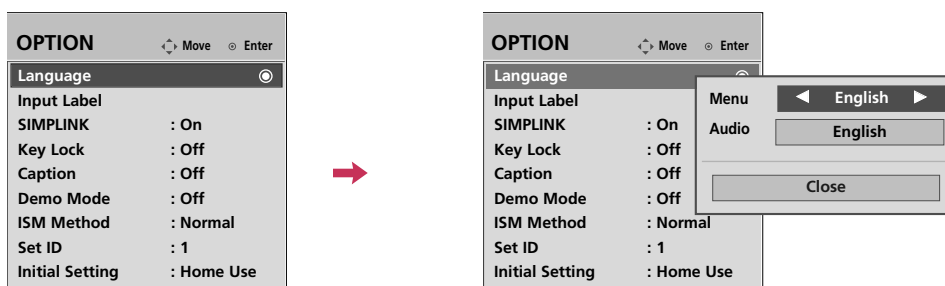 OPTION Move Enter
Language
Input Label
SIMPLINK : On
Key Lock : Off
Caption : Off
Demo Mode : Off
ISM Method : Normal
Set ID : 1
Initial Setting : Home Use
OPTION Move Enter
Language
Input Label
SIMPLINK : On
Key Lock : Off
Caption : Off
Demo Mode : Off
ISM Method : Normal
Set ID : 1
Initial Setting : Home Use
Menu ◀ English ▶
Audio English
Close